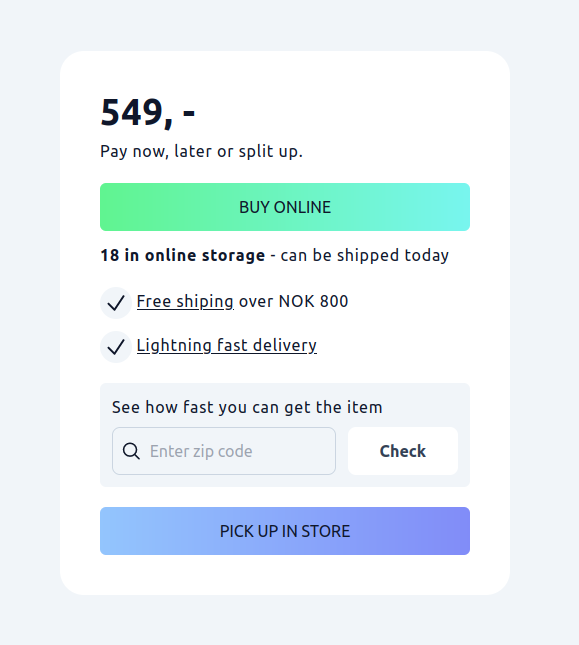 549, -
Pay now, later or split up.
BUY ONLINE
18 in online storage - can be shipped today
Free shiping over NOK 800
Lightning fast delivery
See how fast you can get the item
Enter zip code
Check
PICK UP IN STORE